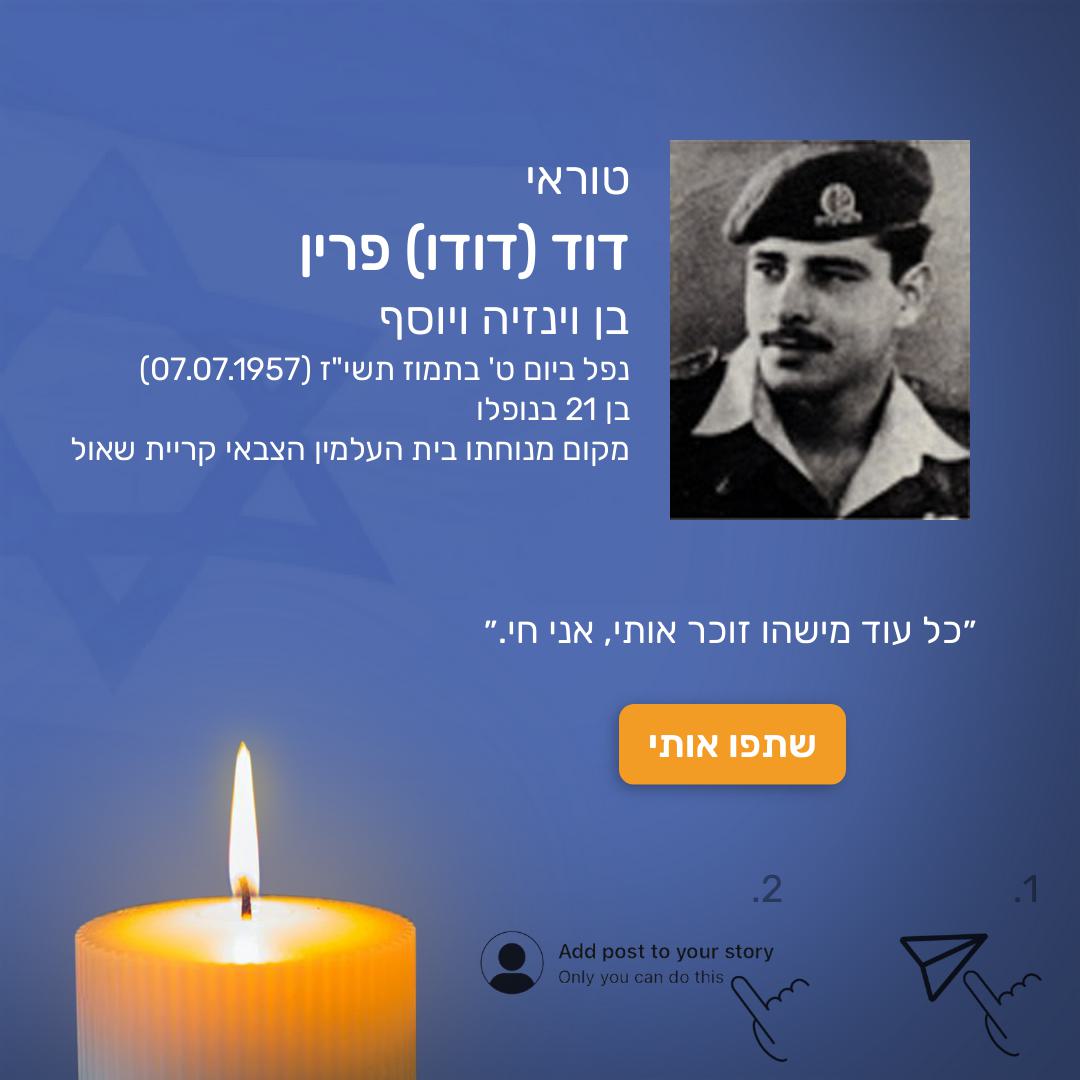 טוראי
דוד (דודו) פרין
בן וינזיה ויוסף
נפל ביום ט' בתמוז תשי"ז (07.07.1957)
בן 21 בנופלו
מקום מנוחתו בית העלמין הצבאי קריית שאול
״כל עוד מישהו זוכר אותי, אני חי.״
שתפו אותי
1.
2.
Add post to your story
Only you can do this